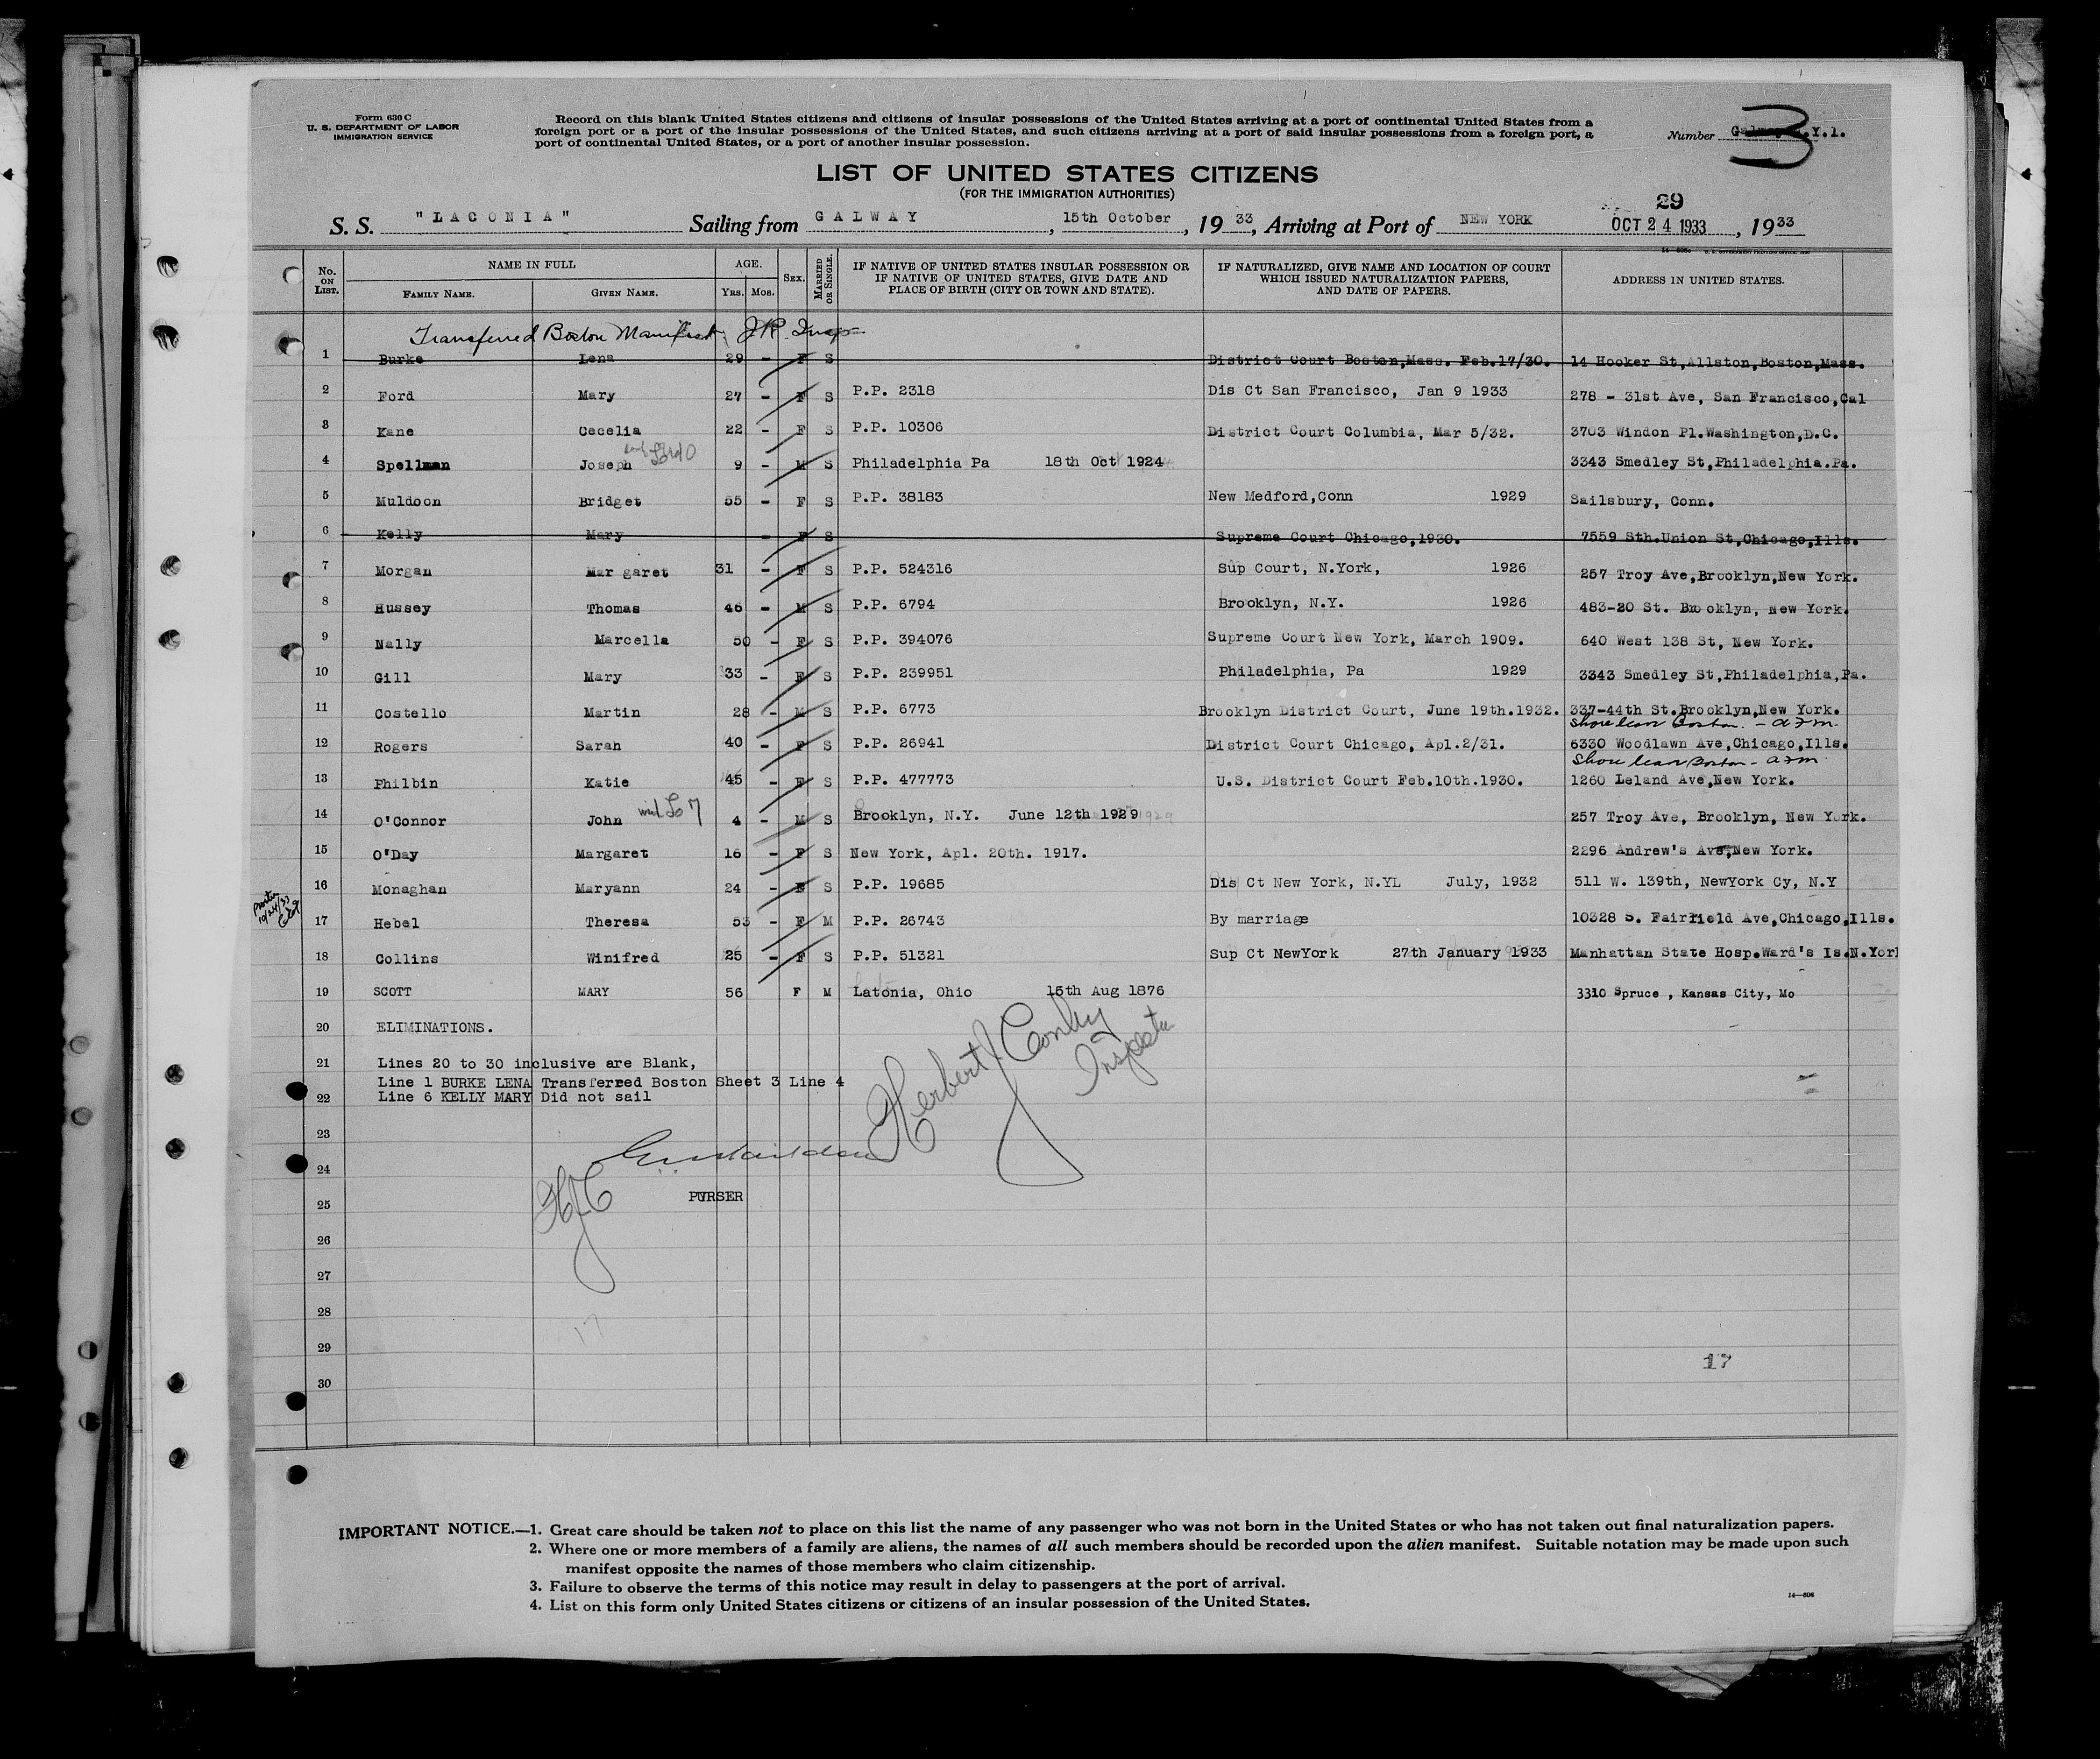 Form 630 C
U. S. DEPARTMENT OF LABOR
IMMIGRATION SERVICE
Record on this blank United States citizens and citizens of insular possessions of the United States arriving at a port of continental United States from a
foreign port or a port of the insular possessions of the United States, and such citizens arriving at a port of said insular possessions from a foreign port, a
port of continental United States, or a port of another insular possession.
Number 3 .Y.1.
LIST OF UNITED STATES CITIZENS
(FOR THE IMMIGRATION AUTHORITIES)
29
S. S. "LACONIA" Sailing from GALWAY, 15th October, 19 33, Arriving at Port of NEW YORK OCT 24 1933, 19 33
No. ON LIST. NAME IN FULL FAMILY NAME. GIVEN NAME. AGE. Yrs. Mos. SEX. MARRIED OR SINGLE. IF NATIVE OF UNITED STATES INSULAR POSSESSION OR IF NATIVE OF UNITED STATES, GIVE DATE AND PLACE OF BIRTH (CITY OR TOWN AND STATE). IF NATURALIZED, GIVE NAME AND LOCATION OF COURT WHICH ISSUED NATURALIZATION PAPERS, AND DATE OF PAPERS. ADDRESS IN UNITED STATES.
Transferred Boston Manifest. Insp
1 Burke Lena 29 - F S District Court Boston,Mass. Feb.17/30. 14 Hooker St,Allston,Boston,Mass.
2 Ford Mary 27 - F S P.P. 2318 Dis Ct San Francisco, Jan 9 1933 278 - 31st Ave, San Francisco,Cal
3 Kane Cecelia 22 - F S P.P. 10306 District Court Columbia, Mar 5/32. 3703 Windon Pl.Washington,D.C.
4 Spellman Joseph 9 - M S Philadelphia Pa 18th Oct 1924 3343 Smedley St,Philadelphia.Pa.
5 Muldoon Bridget 55 - F S P.P. 38183 New Medford,Conn 1929 Sailsbury, Conn.
6 Kelly Mary - F S Supreme Court Chicago,1930. 7559 Sth.Union St,Chicago,Ills.
7 Morgan Mar garet 31 - F S P.P. 524316 Sup Court, N.York, 1926 257 Troy Ave,Brooklyn,New York.
8 Hussey Thomas 46 - M S P.P. 6794 Brooklyn, N.Y. 1926 483-20 St. Brooklyn, New York.
9 Nally Marcella 50 - F S P.P. 394076 Supreme Court New York, March 1909. 640 West 138 St, New York.
10 Gill Mary 33 - F S P.P. 239951 Philadelphia, Pa 1929 3343 Smedley St,Philadelphia,Pa.
11 Costello Martin 28 - M S P.P. 6773 Brooklyn District Court, June 19th.1932. 337-44th St.Brooklyn,New York.
Shore leave Boston. - a7m.
12 Rogers Sarah 40 - F S P.P. 26941 District Court Chicago, Apl.2/31. 6330 Woodlawn Ave,Chicago,Ills.
Shore leave Boston - a7m
13 Philbin Katie 45 - F S P.P. 477773 U.S. District Court Feb.10th.1930. 1260 Leland Ave,New York.
14 O'Connor John 4 - M S Brooklyn, N.Y. June 12th 1929 257 Troy Ave, Brooklyn, New York.
15 O'Day Margaret 16 - F S New York, Apl. 20th. 1917. 2296 Andrew's Ave,New York.
16 Monaghan Maryann 24 - F S P.P. 19685 Dis Ct New York, N.YL July, 1932 511 W. 139th, NewYork Cy, N.Y
10/24/33
17 Hebel Theresa 53 - F M P.P. 26743 By marriage 10328 S. Fairfield Ave,Chicago,Ills.
18 Collins Winifred 25 - F S P.P. 51321 Sup Ct NewYork 27th January 1933 Manhattan State Hosp.Ward's Is.N.Yor
19 SCOTT MARY 56 F M Latonia, Ohio 15th Aug 1876 3310 Spruce , Kansas City, Mo
20 ELIMINATIONS.
21 Lines 20 to 30 inclusive are Blank,
Line 1 BURKE LENA Transferred Boston Sheet 3 Line 4
22 Line 6 KELLY MARY Did not sail
Herbert J Conley
Inspector
23
24
HJC
PURSER
25
26
27
28
17
29
17
30
IMPORTANT NOTICE.—1. Great care should be taken not to place on this list the name of any passenger who was not born in the United States or who has not taken out final naturalization papers.
2. Where one or more members of a family are aliens, the names of all such members should be recorded upon the alien manifest. Suitable notation may be made upon such
manifest opposite the names of those members who claim citizenship.
3. Failure to observe the terms of this notice may result in delay to passengers at the port of arrival.
4. List on this form only United States citizens or citizens of an insular possession of the United States.